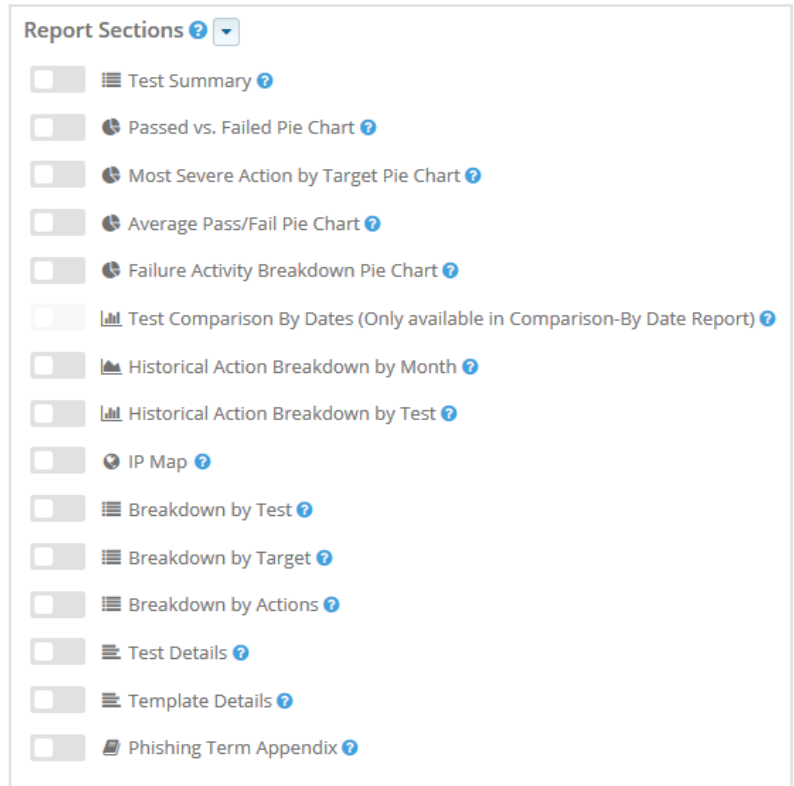 Report Sections ?
Test Summary ?
Passed vs. Failed Pie Chart ?
Most Severe Action by Target Pie Chart ?
Average Pass/Fail Pie Chart ?
Failure Activity Breakdown Pie Chart ?
Test Comparison By Dates (Only available in Comparison-By Date Report) ?
Historical Action Breakdown by Month ?
Historical Action Breakdown by Test ?
IP Map ?
Breakdown by Test ?
Breakdown by Target ?
Breakdown by Actions ?
Test Details ?
Template Details ?
Phishing Term Appendix ?